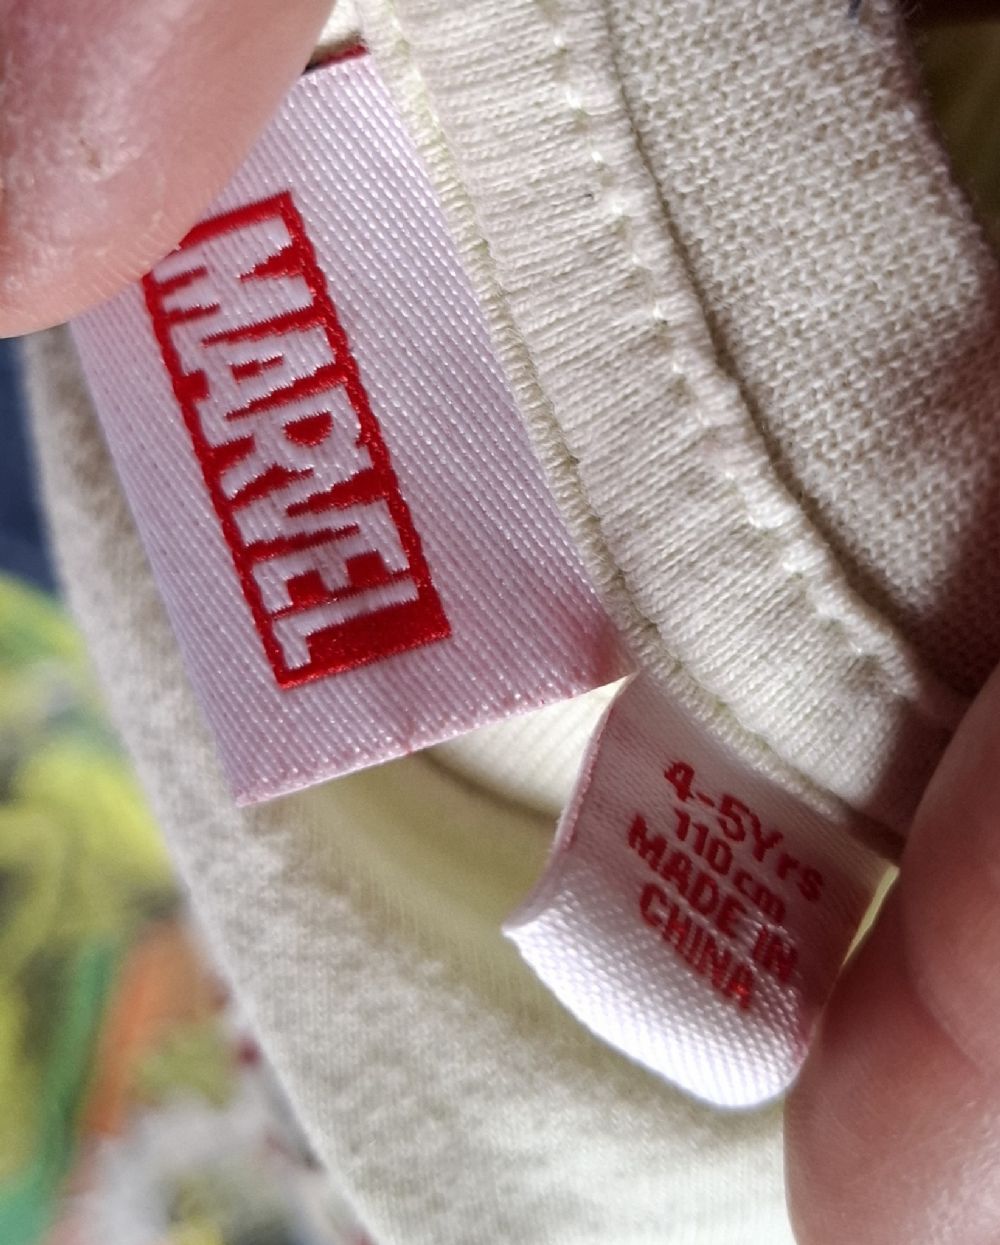 MARVEL
4-5Yrs
110cm
MADE IN
CHINA